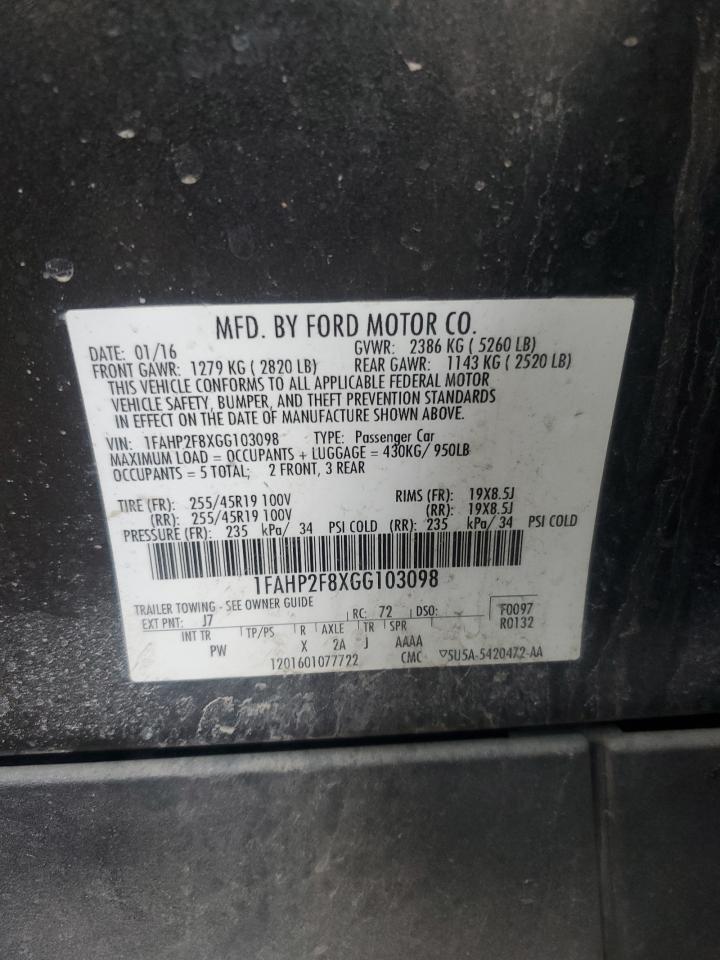 MFD. BY FORD MOTOR CO.
DATE: 01/16 GVWR: 2386 KG ( 5260 LB)
FRONT GAWR: 1279 KG ( 2820 LB) REAR GAWR: 1143 KG ( 2520 LB)
THIS VEHICLE CONFORMS TO ALL APPLICABLE FEDERAL MOTOR
VEHICLE SAFETY, BUMPER, AND THEFT PREVENTION STANDARDS
IN EFFECT ON THE DATE OF MANUFACTURE SHOWN ABOVE.
VIN: 1FAHP2F8XGG103098 TYPE: Passenger Car
MAXIMUM LOAD = OCCUPANTS + LUGGAGE = 430KG/ 950LB
OCCUPANTS = 5 TOTAL; 2 FRONT, 3 REAR
TIRE (FR): 255/45R19 100V RIMS (FR): 19X8.5J
(RR): 255/45R19 100V (RR): 19X8.5J
PRESSURE (FR): 235 kPa/ 34 PSI COLD (RR): 235 kPa/ 34 PSI COLD
1FAHP2F8XGG103098
TRAILER TOWING - SEE OWNER GUIDE
EXT PNT: J7 RC: 72 DSO: F0097
INT TR TP/PS R AXLE TR SPR R0132
PW X 2A J AAAA
1201601077722 CMC ▽5U5A-5420472-AA